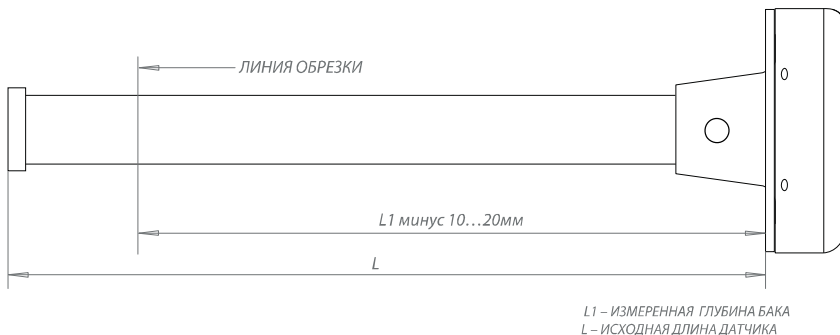 ЛИНИЯ ОБРЕЗКИ
L1 минус 10...20мм
L
L1 – ИЗМЕРЕННАЯ ГЛУБИНА БАКА
L – ИСХОДНАЯ ДЛИНА ДАТЧИКА